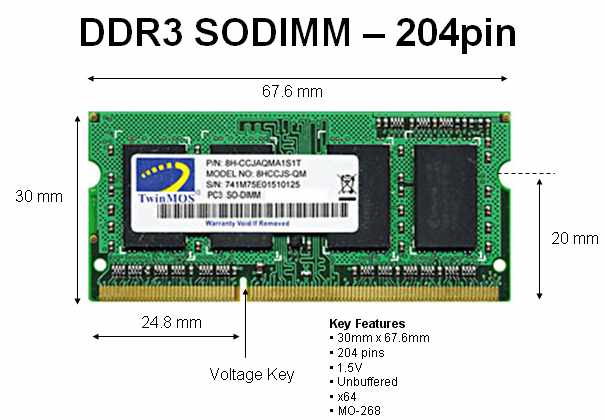 DDR3 SODIMM – 204pin
67.6 mm
P/N: 8H-CCJAQMA1S1T
MODEL NO: 8HCCJS-QM
S/N: 741M75E01510125
PC3 SO-DIMM
TwinMOS®
Warranty Void If Removed
30 mm
20 mm
24.8 mm
Voltage Key
Key Features
▪ 30mm x 67.6mm
▪ 204 pins
▪ 1.5V
▪ Unbuffered
▪ x64
▪ MO-268